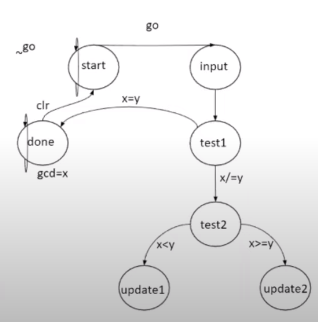 go
~go
start
input
clr
x=y
done
test1
gcd=x
x/=y
test2
x<y
x>=y
update1
update2